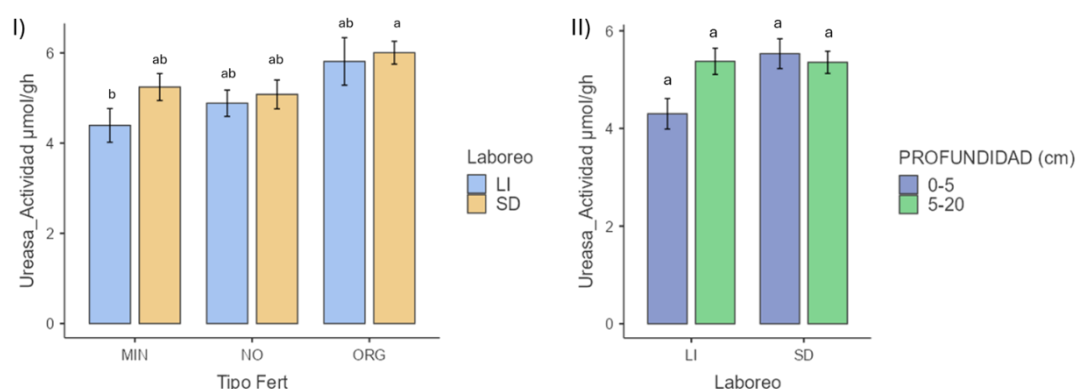 I)
Ureasa_Actividad µmol/gh
6
4
2
0
b
ab
ab
ab
ab
a
MIN
NO
ORG
Tipo Fert
Laboreo
LI
SD
II)
Ureasa_Actividad µmol/gh
6
4
2
0
a
a
a
a
LI
SD
Laboreo
PROFUNDIDAD (cm)
0-5
5-20